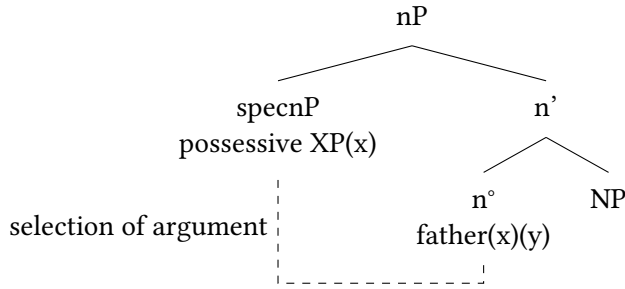 nP
specnP
possessive XP(x)
n’
n°
father(x)(y)
NP
selection of argument